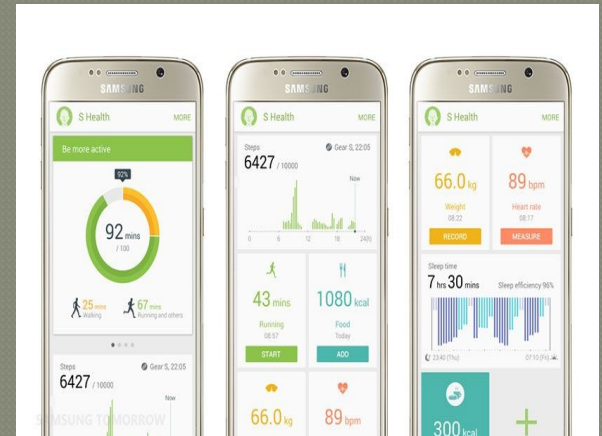 SAMSUNG
S Health
MORE
Be more active
92%
92 mins
/ 100
25 mins
Walking
67 mins
Running and others
Steps
6427 / 10000
Gear S, 22:05
Now
SAMSUNG TOMORROW
SAMSUNG
S Health
MORE
Steps
6427 / 10000
Gear S, 22:05
Now
0 6 12 18 24(h)
43 mins
Running
08:57
START
1080 kcal
Food
Today
ADD
66.0 kg
89 bpm
SAMSUNG
S Health
MORE
66.0 kg
Weight
08:22
RECORD
89 bpm
Heart rate
08:17
MEASURE
Sleep time
7 hrs 30 mins
Sleep efficiency 96%
23:40 (Thu)
07:10 (Fri)
300 kcal